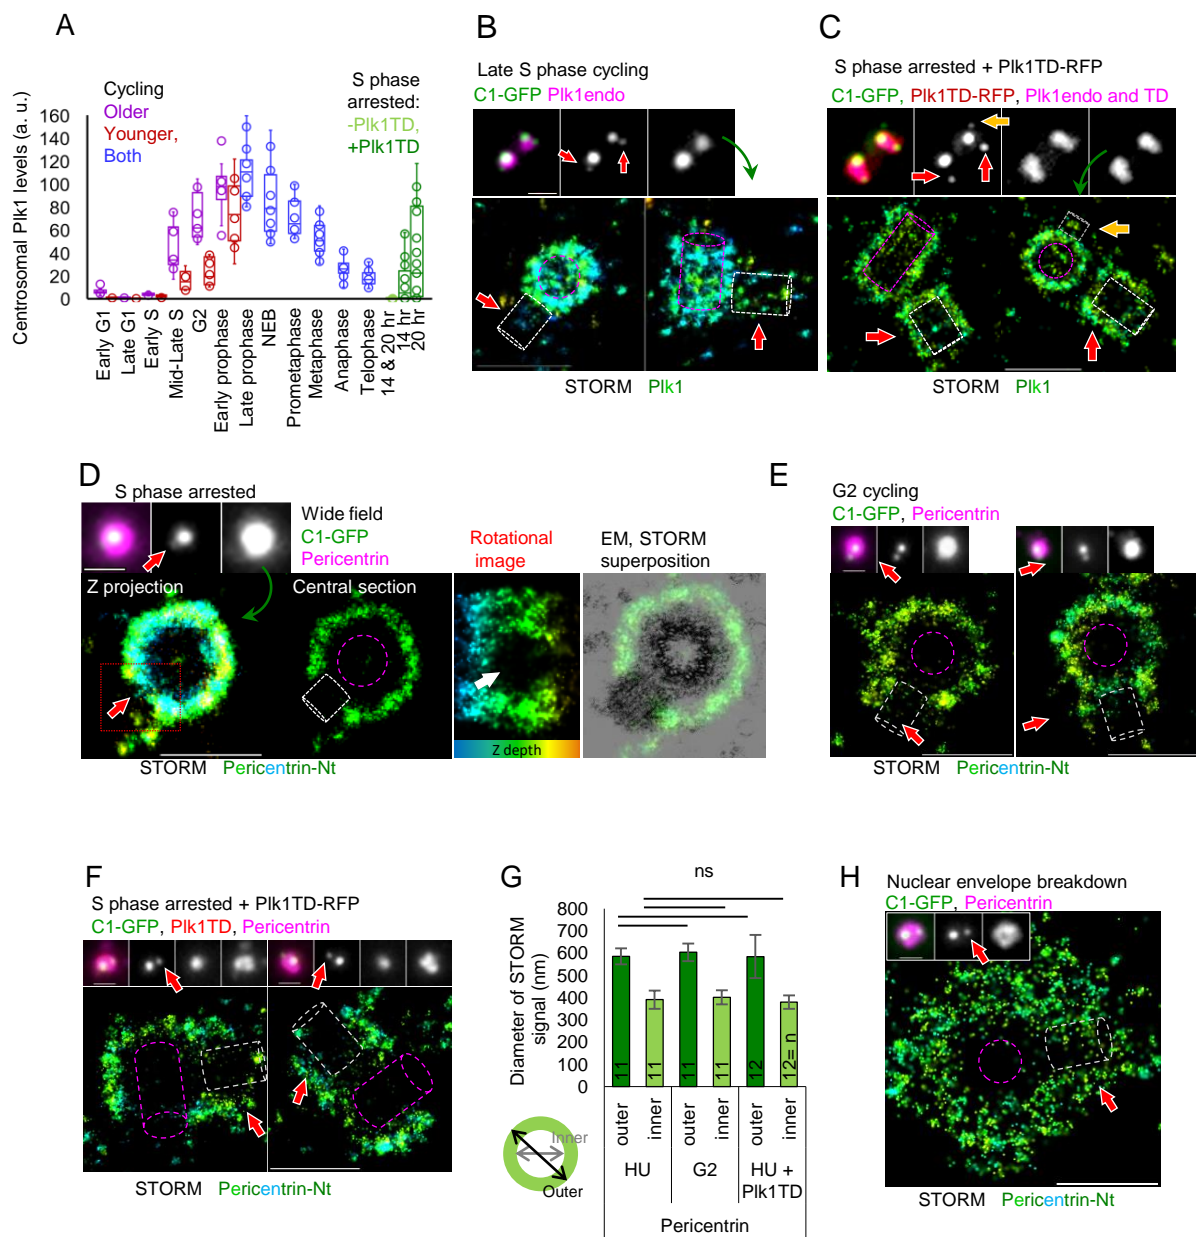 A
Cycling
Older
Younger,
Both
S phase
arrested:
-Plk1TD,
+Plk1TD
Centrosomal Plk1 levels (a. u.)
160
140
120
100
80
60
40
20
0
Early G1
Late G1
Early S
Mid-Late S
G2
Early prophase
Late prophase
NEB
Prometaphase
Metaphase
Anaphase
Telophase
14 & 20 hr
14 hr
20 hr
B
Late S phase cycling
C1-GFP Plk1endo
STORM Plk1
C
S phase arrested + Plk1TD-RFP
C1-GFP, Plk1TD-RFP, Plk1endo and TD
STORM Plk1
D
S phase arrested
Wide field
C1-GFP
Pericentrin
Z projection
Central section
Rotational
image
EM, STORM
superposition
Z depth
STORM Pericentrin-Nt
E
G2 cycling
C1-GFP, Pericentrin
STORM Pericentrin-Nt
F
S phase arrested + Plk1TD-RFP
C1-GFP, Plk1TD, Pericentrin
STORM Pericentrin-Nt
G
ns
Diameter of STORM
signal (nm)
800
700
600
500
400
300
200
100
0
11
11
11
11
12
12= n
outer
inner
outer
inner
outer
inner
HU
G2
HU +
Plk1TD
Pericentrin
Inner
Outer
H
Nuclear envelope breakdown
C1-GFP, Pericentrin
STORM Pericentrin-Nt